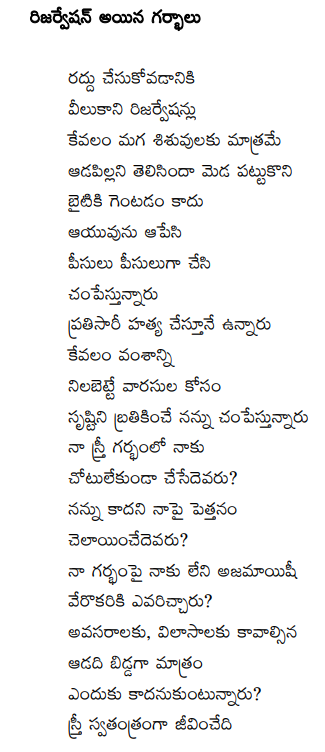 రిజర్వేషన్ అయిన గర్భాలు
రద్దు చేసుకోవడానికి
వీలుకాని రిజర్వేషన్లు
కేవలం మగ శిశువులకు మాత్రమే
ఆడపిల్లని తెలిసిందా మెడ పట్టుకొని
బైటికి గెంటడం కాదు
ఆయువును ఆపేసి
పీసులు పీసులుగా చేసి
చంపేస్తున్నారు
ప్రతిసారీ హత్య చేస్తూనే ఉన్నారు
కేవలం వంశాన్ని
నిలబెట్టే వారసుల కోసం
సృష్టిని బ్రతికించే నన్ను చంపేస్తున్నారు
నా స్త్రీ గర్భంలో నాకు
చోటులేకుండా చేసేదెవరు?
నన్ను కాదని నాపై పెత్తనం
చెలాయించేదెవరు?
నా గర్భంపై నాకు లేని అజమాయిషీ
వేరొకరికి ఎవరిచ్చారు?
అవసరాలకు, విలాసాలకు కావాల్సిన
ఆడది బిడ్డగా మాత్రం
ఎందుకు కాదనుకుంటున్నారు?
స్త్రీ స్వతంత్రంగా జీవించేది